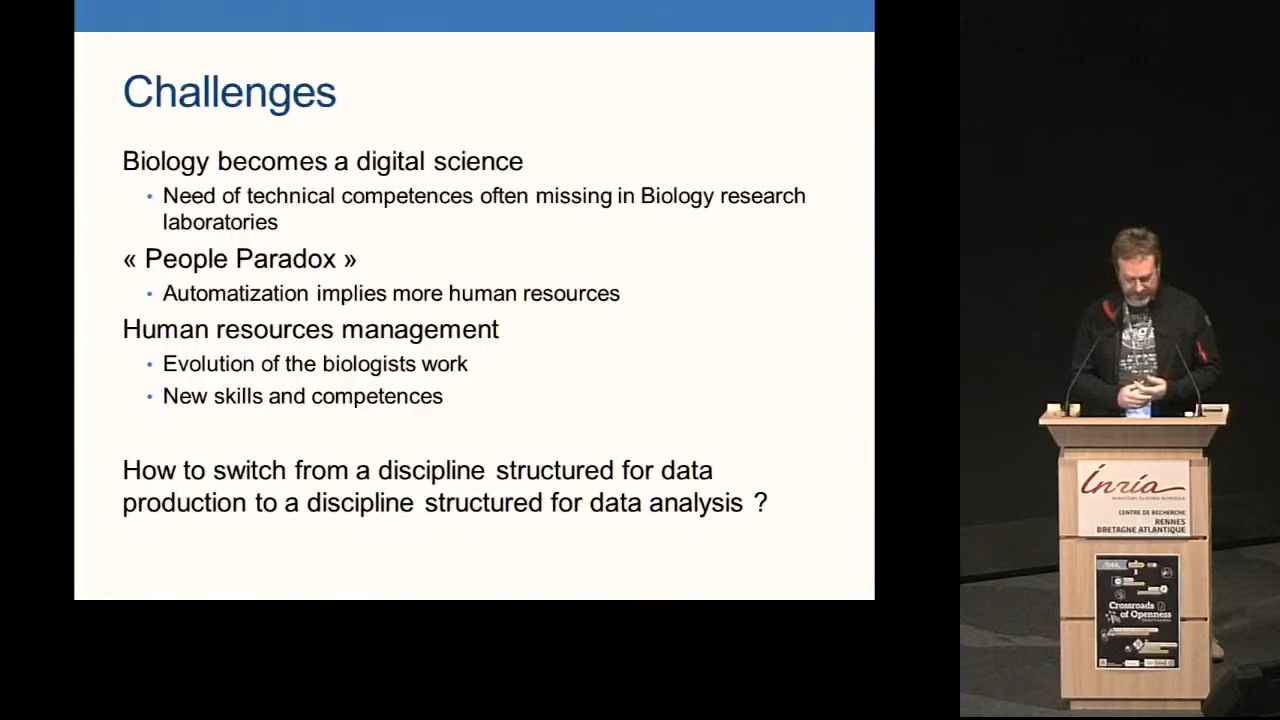 Challenges
Biology becomes a digital science
• Need of technical competences often missing in Biology research
laboratories
« People Paradox »
• Automatization implies more human resources
Human resources management
• Evolution of the biologists work
• New skills and competences
How to switch from a discipline structured for data
production to a discipline structured for data analysis ?
Inria
CENTRE DE RECHERCHE
RENNES
BRETAGNE ATLANTIQUE
Crossroads
of Openness